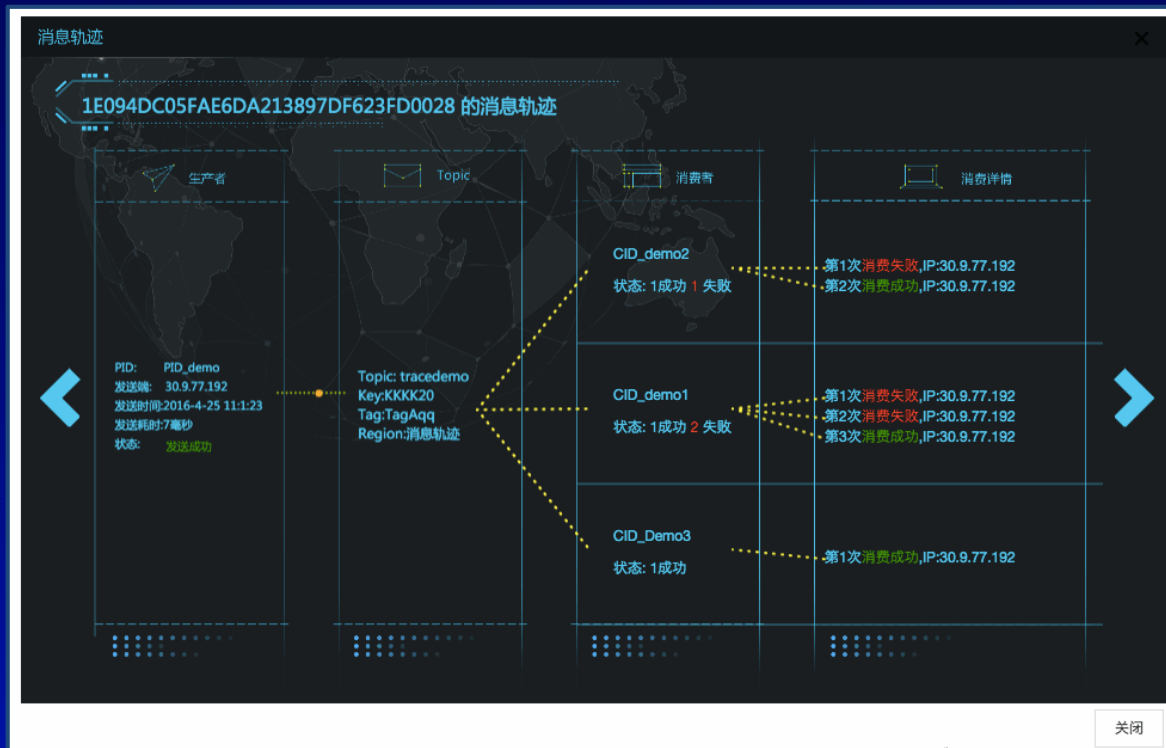 消息轨迹
1E094DC05FAE6DA213897DF623FD0028 的消息轨迹
生产者
Topic
消费者
消费详情
PID: PID_demo
发送端: 30.9.77.192
发送时间:2016-4-25 11:1:23
发送耗时:7毫秒
状态: 发送成功
Topic: tracedemo
Key:KKKK20
Tag:TagAqq
Region:消息轨迹
CID_demo2
状态: 1成功 1 失败
第1次消费失败,IP:30.9.77.192
第2次消费成功,IP:30.9.77.192
CID_demo1
状态: 1成功 2 失败
第1次消费失败,IP:30.9.77.192
第2次消费失败,IP:30.9.77.192
第3次消费成功,IP:30.9.77.192
CID_Demo3
状态: 1成功
第1次消费成功,IP:30.9.77.192
关闭